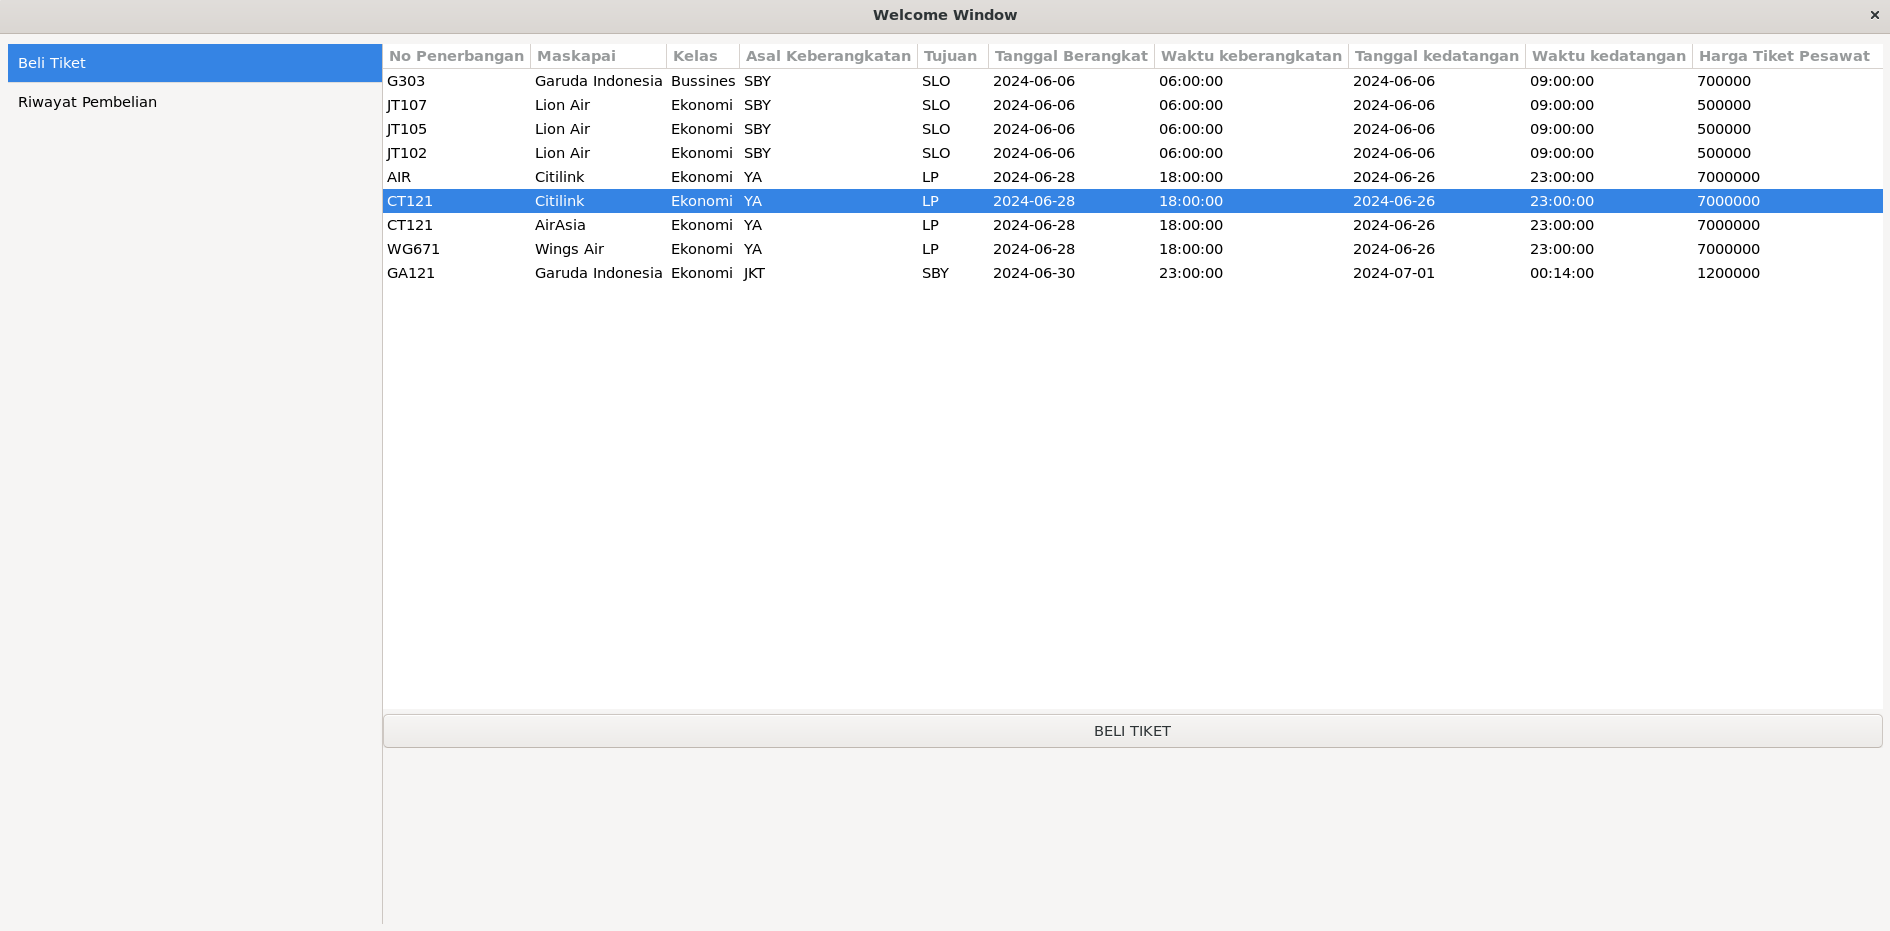 Welcome Window ×
Beli Tiket
Riwayat Pembelian
No Penerbangan Maskapai Kelas Asal Keberangkatan Tujuan Tanggal Berangkat Waktu keberangkatan Tanggal kedatangan Waktu kedatangan Harga Tiket Pesawat
G303 Garuda Indonesia Bussines SBY SLO 2024-06-06 06:00:00 2024-06-06 09:00:00 700000
JT107 Lion Air Ekonomi SBY SLO 2024-06-06 06:00:00 2024-06-06 09:00:00 500000
JT105 Lion Air Ekonomi SBY SLO 2024-06-06 06:00:00 2024-06-06 09:00:00 500000
JT102 Lion Air Ekonomi SBY SLO 2024-06-06 06:00:00 2024-06-06 09:00:00 500000
AIR Citilink Ekonomi YA LP 2024-06-28 18:00:00 2024-06-26 23:00:00 7000000
CT121 Citilink Ekonomi YA LP 2024-06-28 18:00:00 2024-06-26 23:00:00 7000000
CT121 AirAsia Ekonomi YA LP 2024-06-28 18:00:00 2024-06-26 23:00:00 7000000
WG671 Wings Air Ekonomi YA LP 2024-06-28 18:00:00 2024-06-26 23:00:00 7000000
GA121 Garuda Indonesia Ekonomi JKT SBY 2024-06-30 23:00:00 2024-07-01 00:14:00 1200000
BELI TIKET